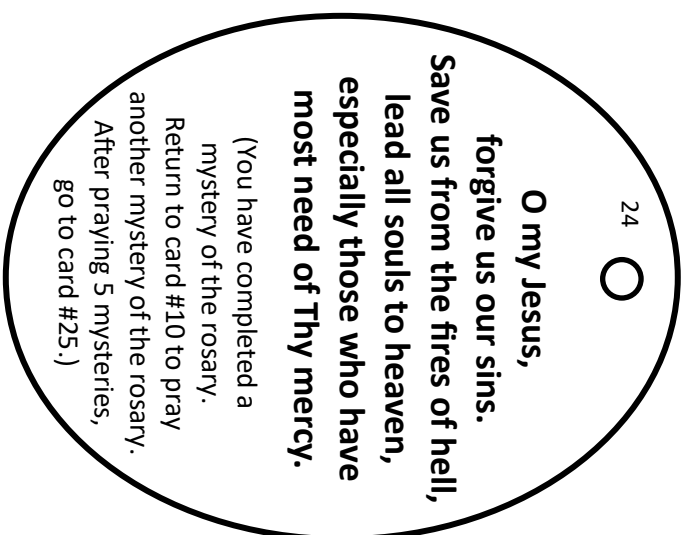 24
O my Jesus,
forgive us our sins.
Save us from the fires of hell,
lead all souls to heaven,
especially those who have
most need of Thy mercy.
(You have completed a
mystery of the rosary.
Return to card #10 to pray
another mystery of the rosary.
After praying 5 mysteries,
go to card #25.)